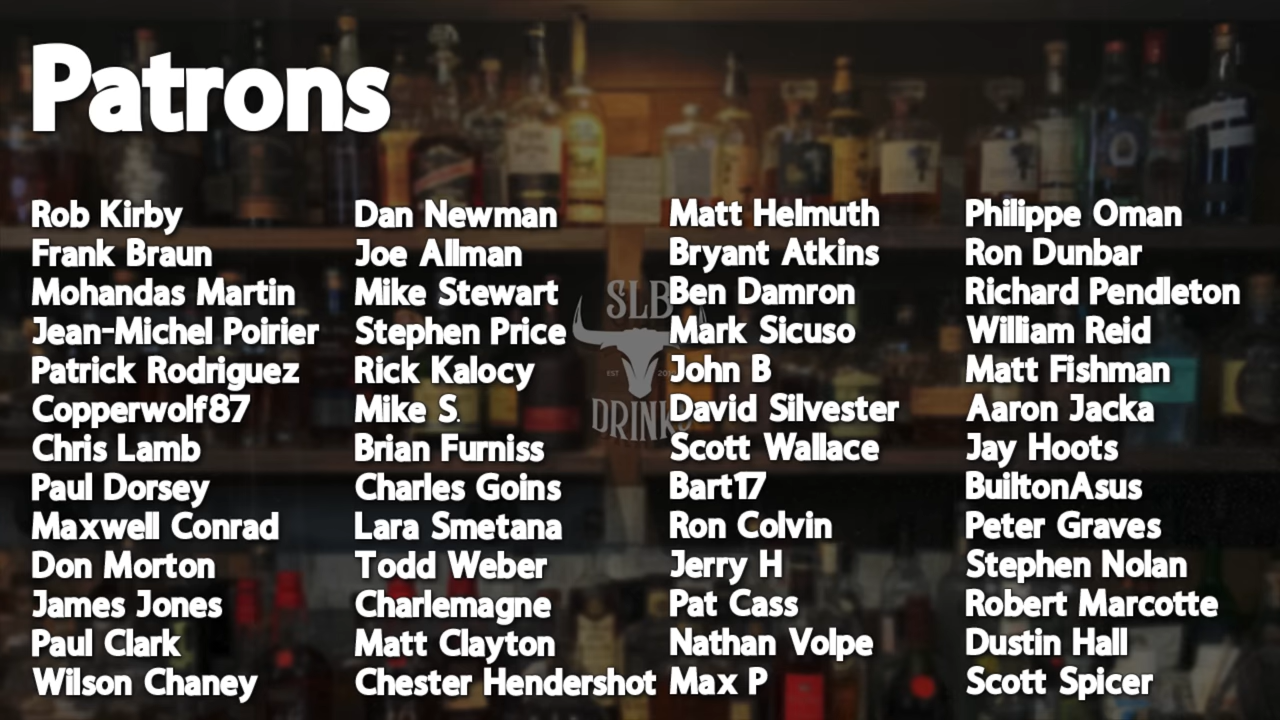 Patrons
Rob Kirby
Frank Braun
Mohandas Martin
Jean-Michel Poirier
Patrick Rodriguez
Copperwolf87
Chris Lamb
Paul Dorsey
Maxwell Conrad
Don Morton
James Jones
Paul Clark
Wilson Chaney
Dan Newman
Joe Allman
Mike Stewart
Stephen Price
Rick Kalocy
Mike S.
Brian Furniss
Charles Goins
Lara Smetana
Todd Weber
Charlemagne
Matt Clayton
Chester Hendershot
SLB
EST
DRINKS
Matt Helmuth
Bryant Atkins
Ben Damron
Mark Sicuso
John B
David Silvester
Scott Wallace
Bart17
Ron Colvin
Jerry H
Pat Cass
Nathan Volpe
Max P
Philippe Oman
Ron Dunbar
Richard Pendleton
William Reid
Matt Fishman
Aaron Jacka
Jay Hoots
BuiltonAsus
Peter Graves
Stephen Nolan
Robert Marcotte
Dustin Hall
Scott Spicer